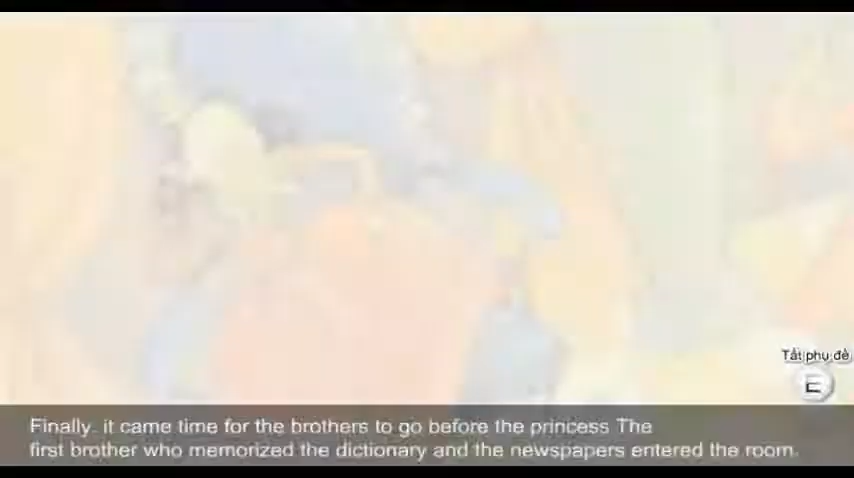 Tắt phụ đề
E
Finally, it came time for the brothers to go before the princess The
first brother who memorized the dictionary and the newspapers entered the room.